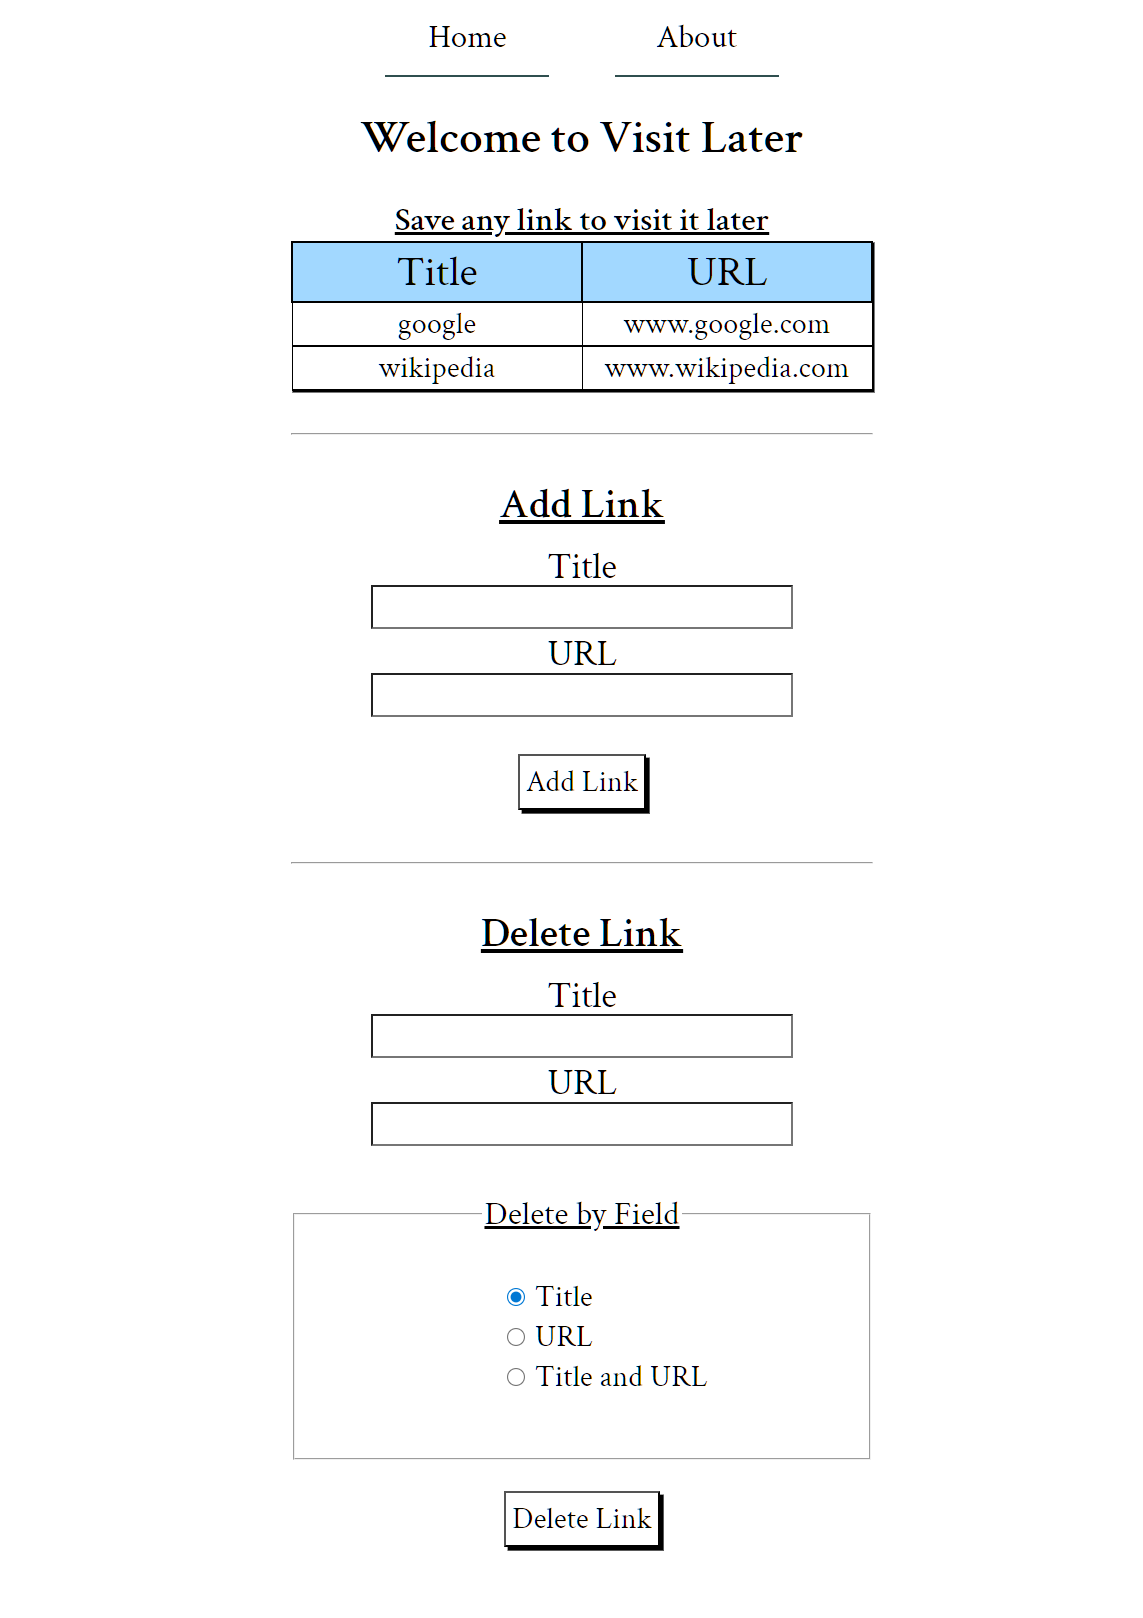 Home About
Welcome to Visit Later
Save any link to visit it later
Title URL
google www.google.com
wikipedia www.wikipedia.com
Add Link
Title
URL
Add Link
Delete Link
Title
URL
Delete by Field
Title
URL
Title and URL
Delete Link